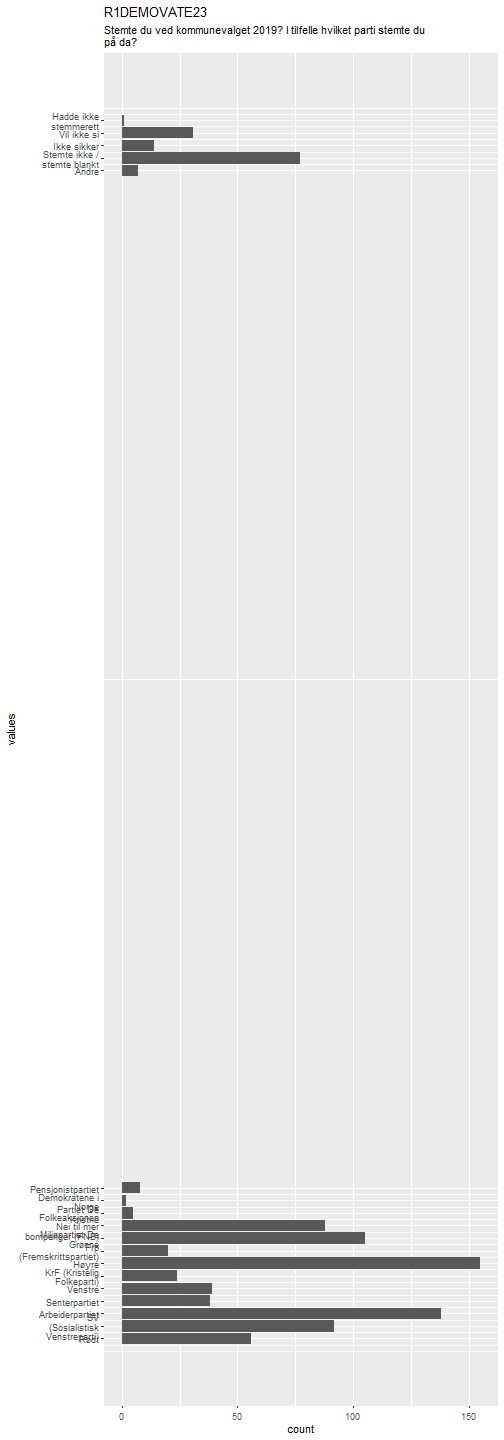 R1DEMOVATE23
Stemte du ved kommunevalget 2019? I tilfelle hvilket parti stemte du
på da?
Hadde ikke
stemmerett
Vil ikke si
Ikke sikker
Stemte ikke /
stemte blankt
Andre
values
Pensjonistpartiet
Demokratene i
Norge
Partiet De
Kristne
Folkeaksjonen
Nei til mer
bompenger (FNB)
Miljøpartiet De
Grønne
Frp
(Fremskrittspartiet)
Høyre
KrF (Kristelig
Folkeparti)
Venstre
Senterpartiet
Arbeiderpartiet
SV
(Sosialistisk
Venstreparti)
Rødt
0 50 100 150
count